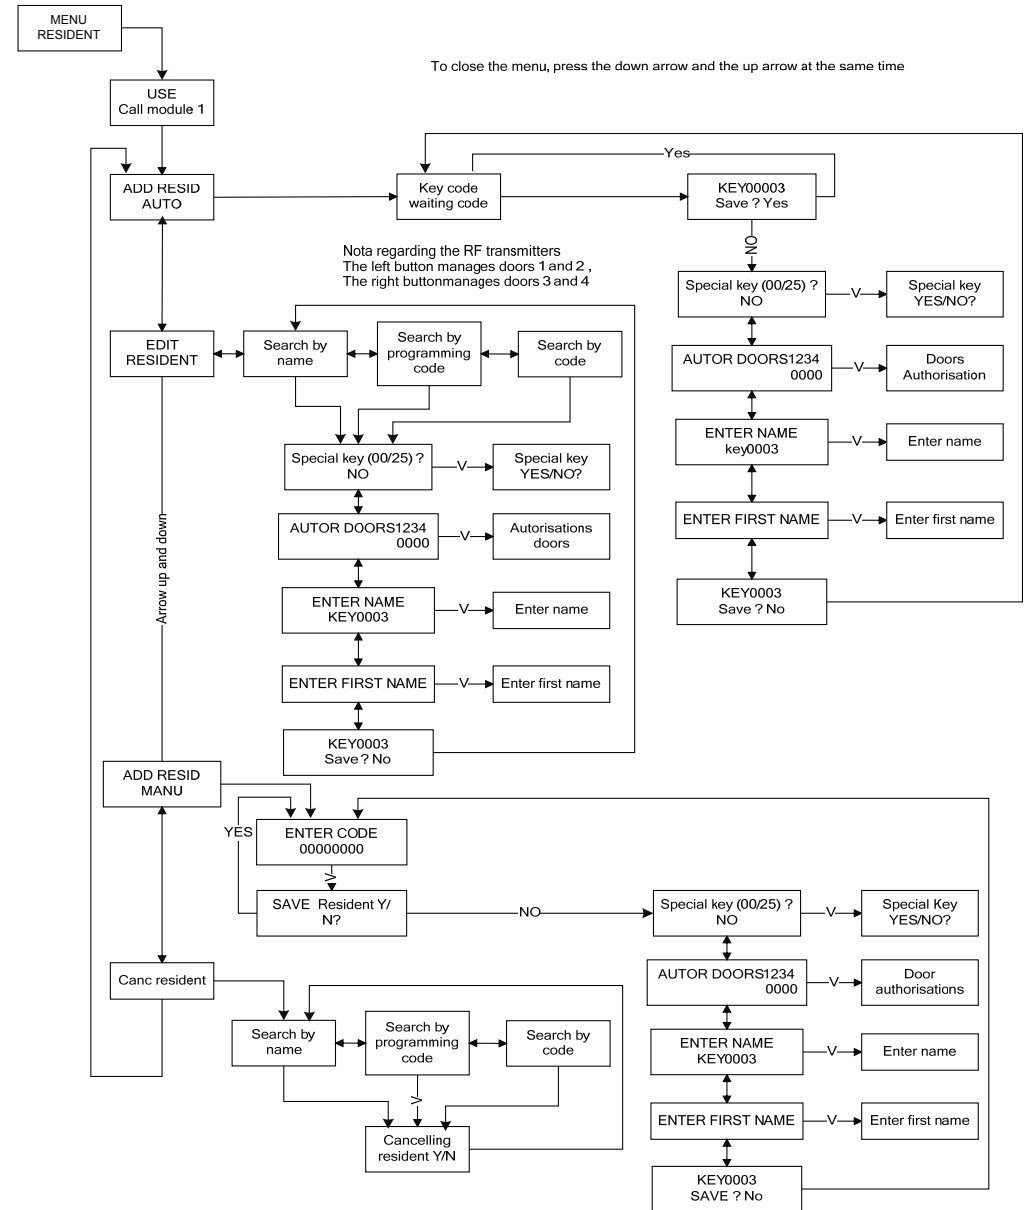 MENU
RESIDENT
To close the menu, press the down arrow and the up arrow at the same time
USE
Call module 1
Yes
ADD RESID
AUTO
Key code
waiting code
KEY00003
Save ? Yes
NO
Nota regarding the RF transmitters
The left button manages doors 1 and 2 ,
The right buttonmanages doors 3 and 4
Special key (00/25) ?
NO
V
Special key
YES/NO?
AUTOR DOORS1234
0000
V
Doors
Authorisation
ENTER NAME
key0003
V
Enter name
ENTER FIRST NAME
V
Enter first name
KEY0003
Save ? No
EDIT
RESIDENT
Search by
name
Search by
programming
code
Search by
code
Special key (00/25) ?
NO
V
Special key
YES/NO?
AUTOR DOORS1234
0000
V
Autorisations
doors
ENTER NAME
KEY0003
V
Enter name
ENTER FIRST NAME
V
Enter first name
KEY0003
Save ? No
Arrow up and down
ADD RESID
MANU
YES
ENTER CODE
00000000
V
SAVE Resident Y/
N?
NO
Special key (00/25) ?
NO
V
Special Key
YES/NO?
AUTOR DOORS1234
0000
V
Door
authorisations
ENTER NAME
KEY0003
V
Enter name
ENTER FIRST NAME
V
Enter first name
KEY0003
SAVE ? No
Canc resident
Search by
name
Search by
programming
code
Search by
code
V
Cancelling
resident Y/N